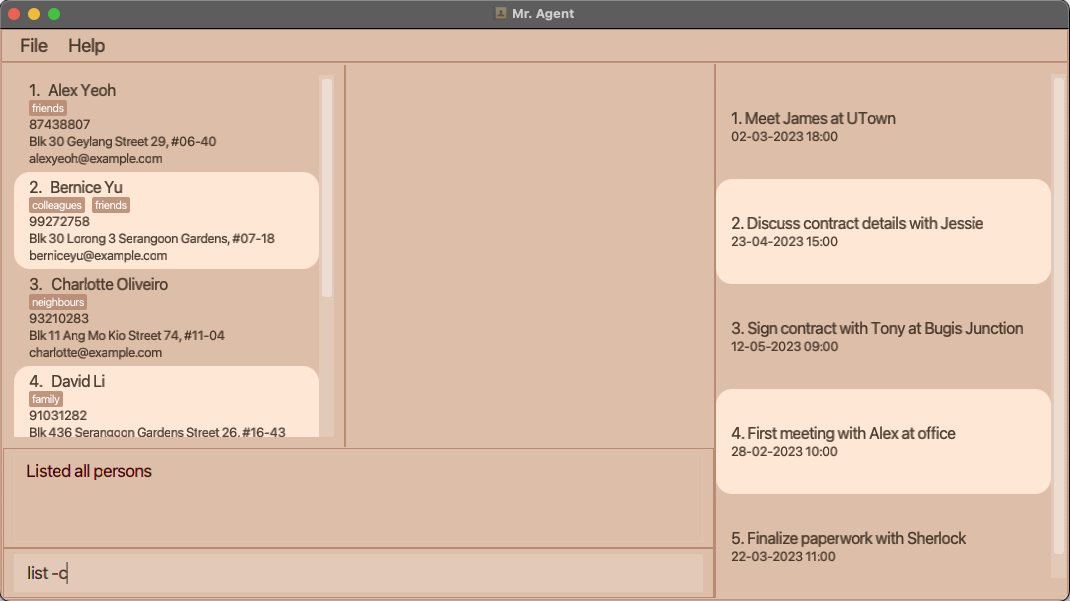 Mr. Agent
File Help
1. Alex Yeoh
friends
87438807
Blk 30 Geylang Street 29, #06-40
alexyeoh@example.com
2. Bernice Yu
colleagues friends
99272758
Blk 30 Lorong 3 Serangoon Gardens, #07-18
berniceyu@example.com
3. Charlotte Oliveiro
neighbours
93210283
Blk 11 Ang Mo Kio Street 74, #11-04
charlotte@example.com
4. David Li
family
91031282
Blk 436 Serangoon Gardens Street 26, #16-43
Listed all persons
list -c
1. Meet James at UTown
02-03-2023 18:00
2. Discuss contract details with Jessie
23-04-2023 15:00
3. Sign contract with Tony at Bugis Junction
12-05-2023 09:00
4. First meeting with Alex at office
28-02-2023 10:00
5. Finalize paperwork with Sherlock
22-03-2023 11:00